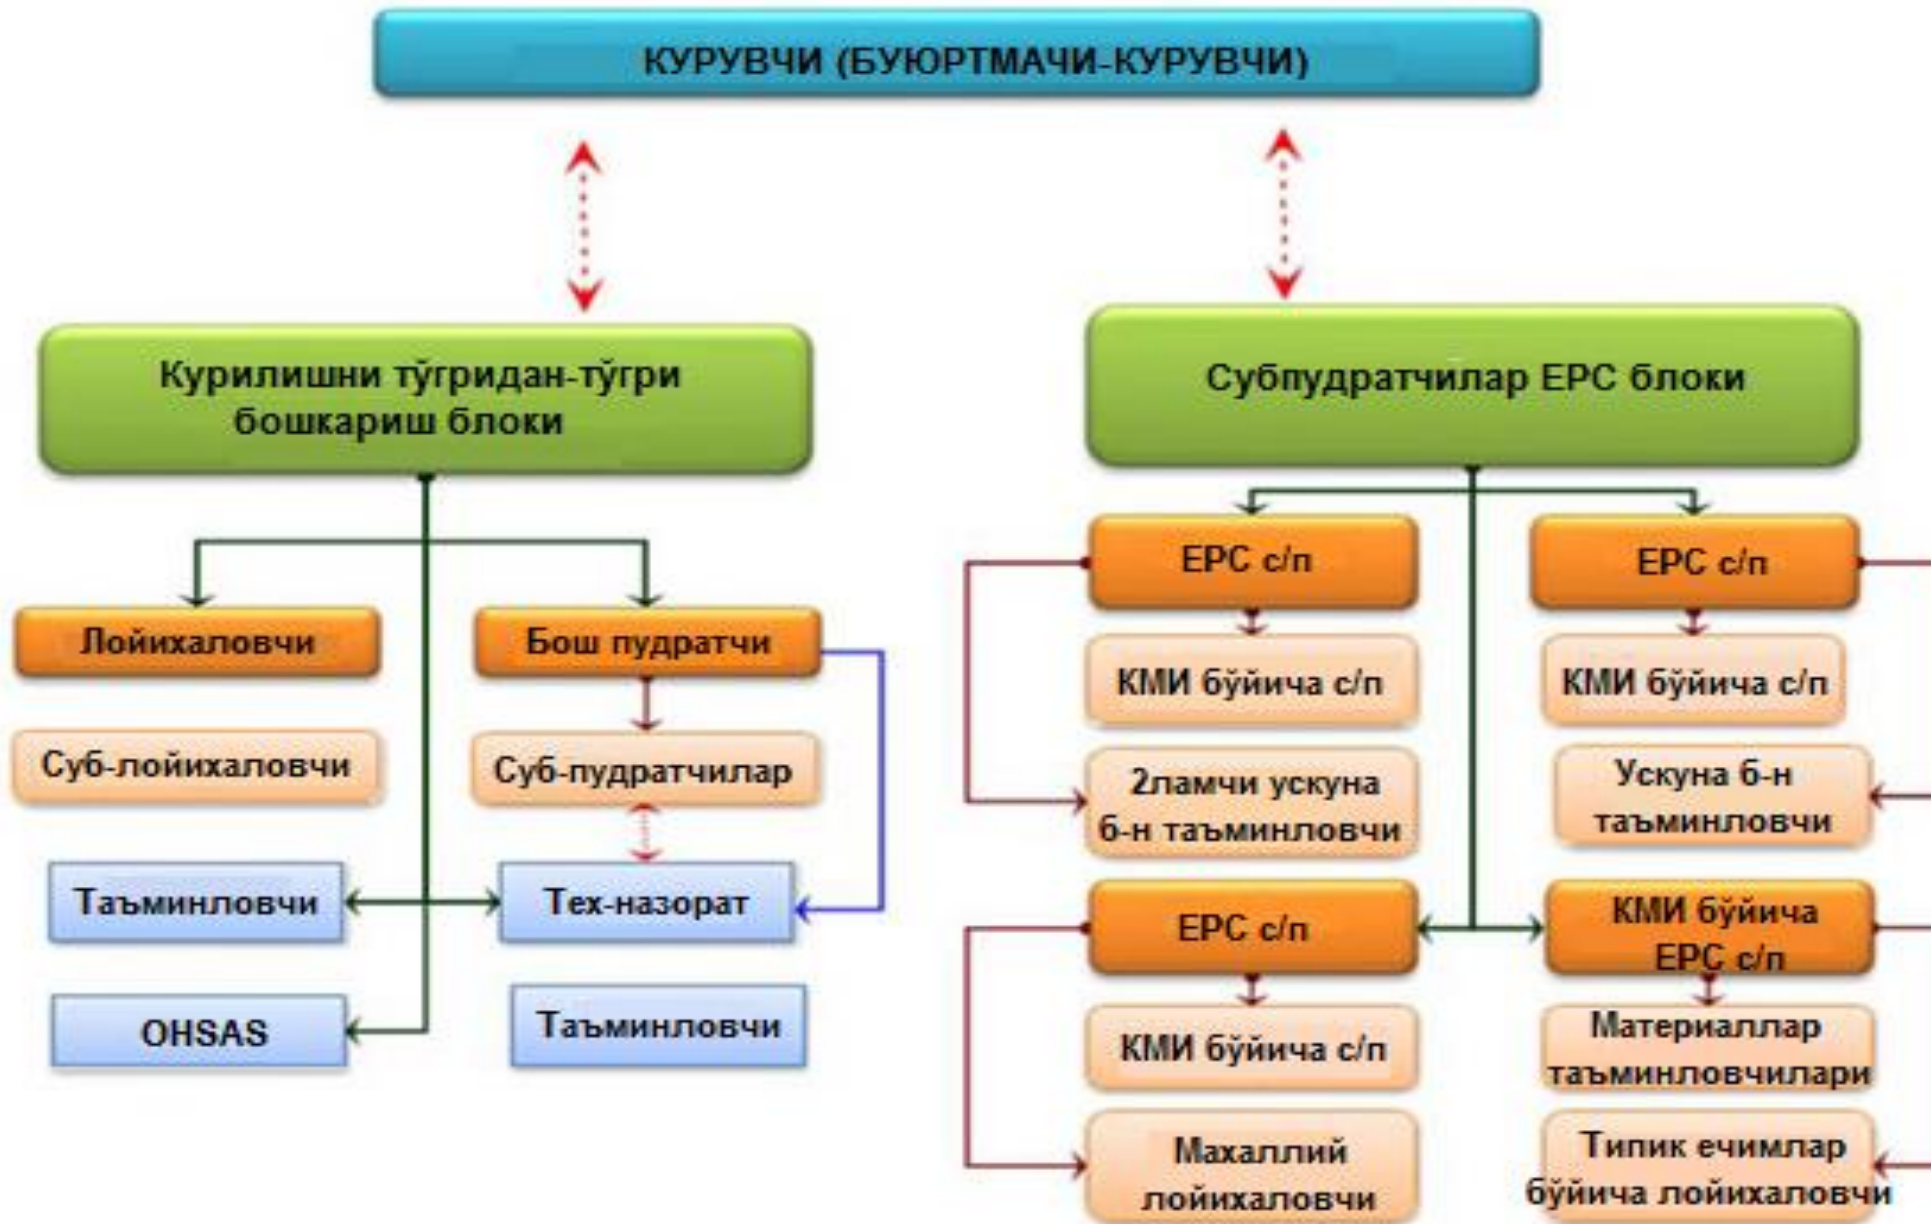 КУРУВЧИ (БУЮРТМАЧИ-КУРУВЧИ)
Курилишни тўгридан-тўгри
бошкариш блоки
Лойихаловчи
Бош пудратчи
Суб-лойихаловчи
Суб-пудратчилар
Таъминловчи
Тех-назорат
OHSAS
Таъминловчи
Субпудратчилар ЕРС блоки
ЕРС с/п
ЕРС с/п
КМИ бўйича с/п
КМИ бўйича с/п
2ламчи ускуна
б-н таъминловчи
Ускуна б-н
таъминловчи
ЕРС с/п
КМИ бўйича
ЕРС с/п
КМИ бўйича с/п
Материаллар
таъминловчилари
Махаллий
лойихаловчи
Типик ечимлар
бўйича лойихаловчи